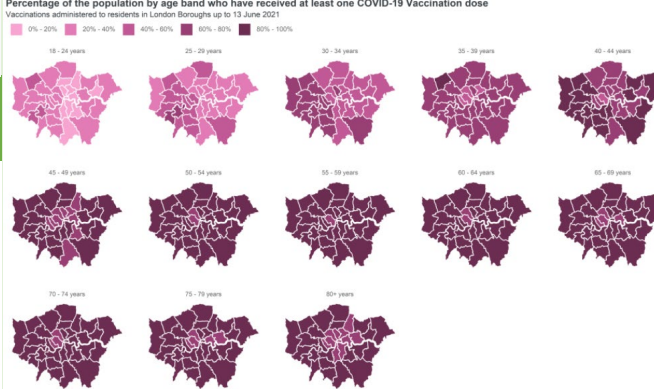 Percentage of the population by age band who have received at least one COVID-19 Vaccination dose
Vaccinations administered to residents in London Boroughs up to 13 June 2021
0% - 20% 20% - 40% 40% - 60% 60% - 80% 80% - 100%
18 - 24 years 25 - 29 years 30 - 34 years 35 - 39 years 40 - 44 years
45 - 49 years 50 - 54 years 55 - 59 years 60 - 64 years 65 - 69 years
70 - 74 years 75 - 79 years 80+ years